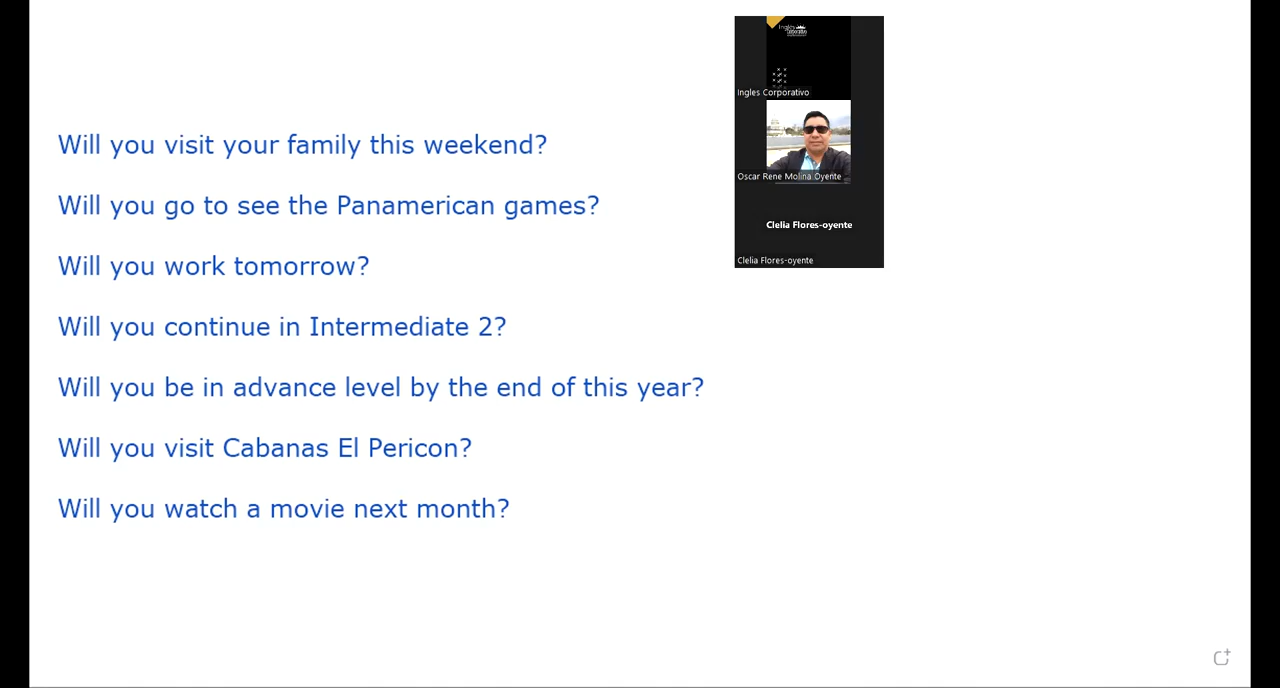 Will you visit your family this weekend?
Will you go to see the Panamerican games?
Will you work tomorrow?
Will you continue in Intermediate 2?
Will you be in advance level by the end of this year?
Will you visit Cabanas El Pericon?
Will you watch a movie next month?
Inglés
Corporativo
Ingles Corporativo
Oscar Rene Molina Oyente
Clelia Flores-oyente
Clelia Flores-oyente